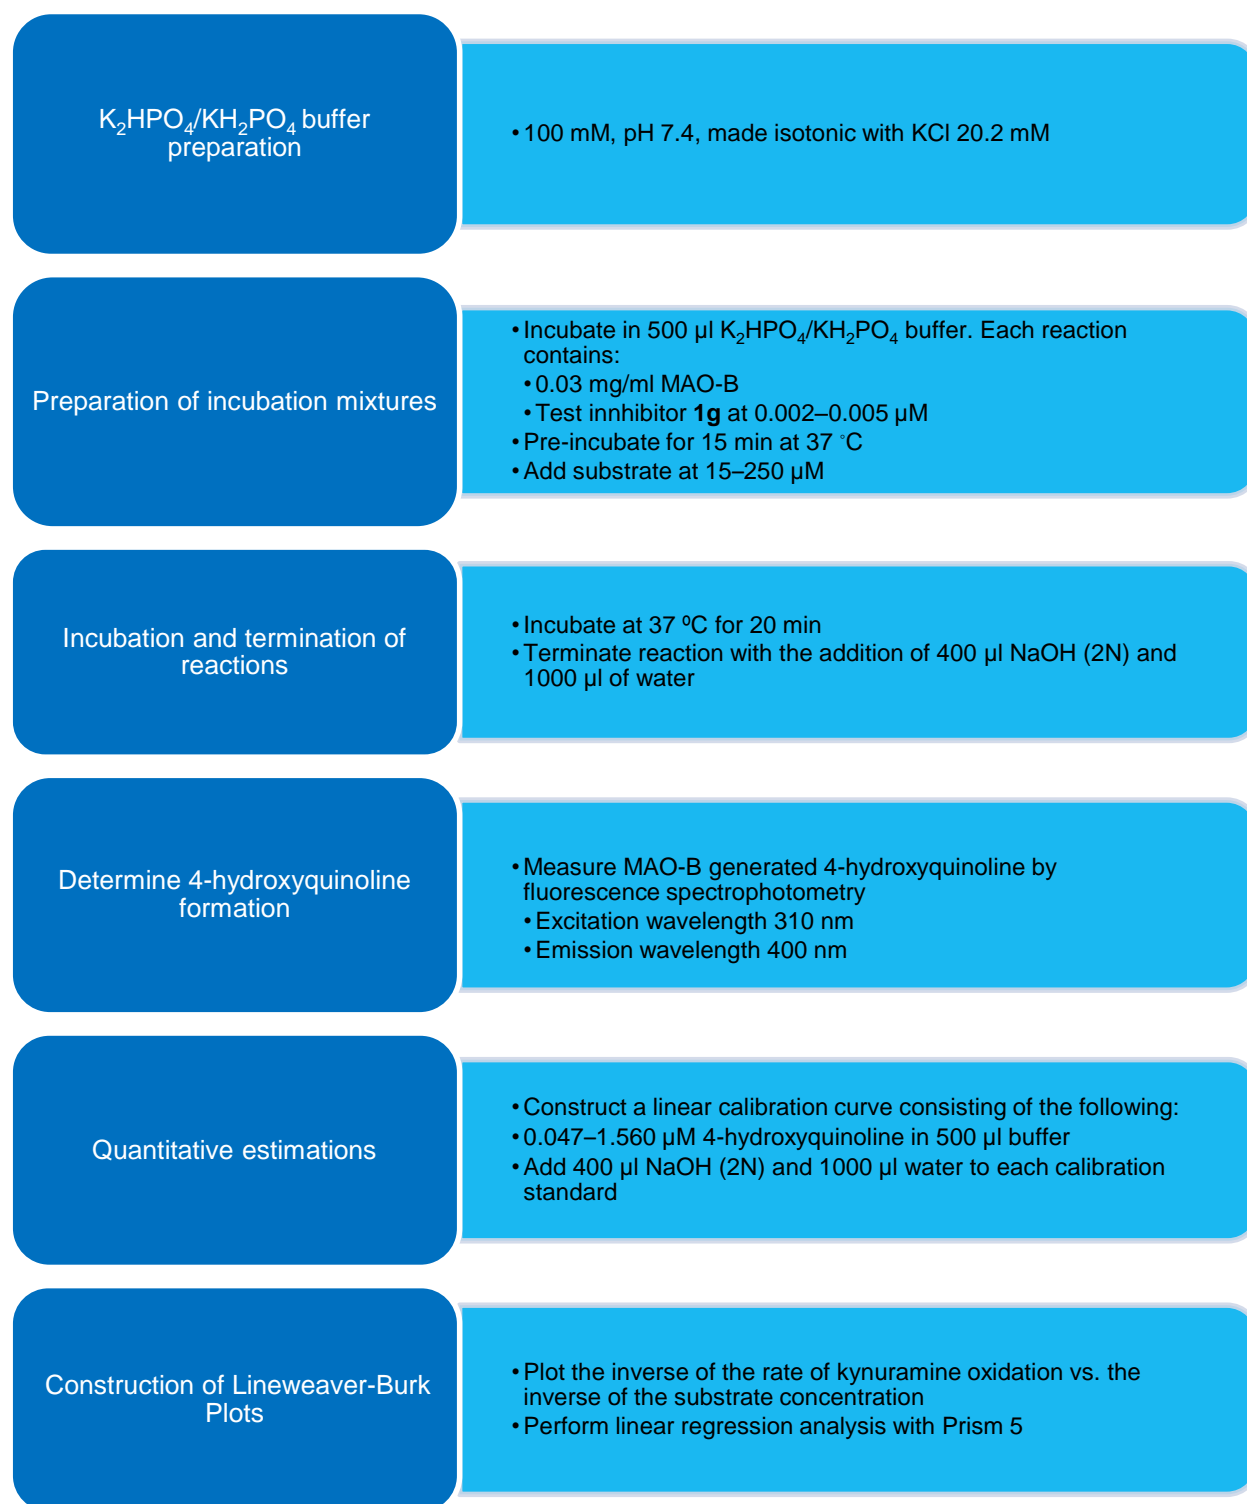 K₂HPO₄/KH₂PO₄ buffer
preparation
•100 mM, pH 7.4, made isotonic with KCl 20.2 mM
Preparation of incubation mixtures
•Incubate in 500 µl K₂HPO₄/KH₂PO₄ buffer. Each reaction
contains:
•0.03 mg/ml MAO-B
•Test innhibitor 1g at 0.002–0.005 µM
•Pre-incubate for 15 min at 37 ˚C
•Add substrate at 15–250 µM
Incubation and termination of
reactions
•Incubate at 37 ⁰C for 20 min
•Terminate reaction with the addition of 400 µl NaOH (2N) and
1000 µl of water
Determine 4-hydroxyquinoline
formation
•Measure MAO-B generated 4-hydroxyquinoline by
fluorescence spectrophotometry
•Excitation wavelength 310 nm
•Emission wavelength 400 nm
Quantitative estimations
•Construct a linear calibration curve consisting of the following:
•0.047–1.560 µM 4-hydroxyquinoline in 500 µl buffer
•Add 400 µl NaOH (2N) and 1000 µl water to each calibration
standard
Construction of Lineweaver-Burk
Plots
•Plot the inverse of the rate of kynuramine oxidation vs. the
inverse of the substrate concentration
•Perform linear regression analysis with Prism 5